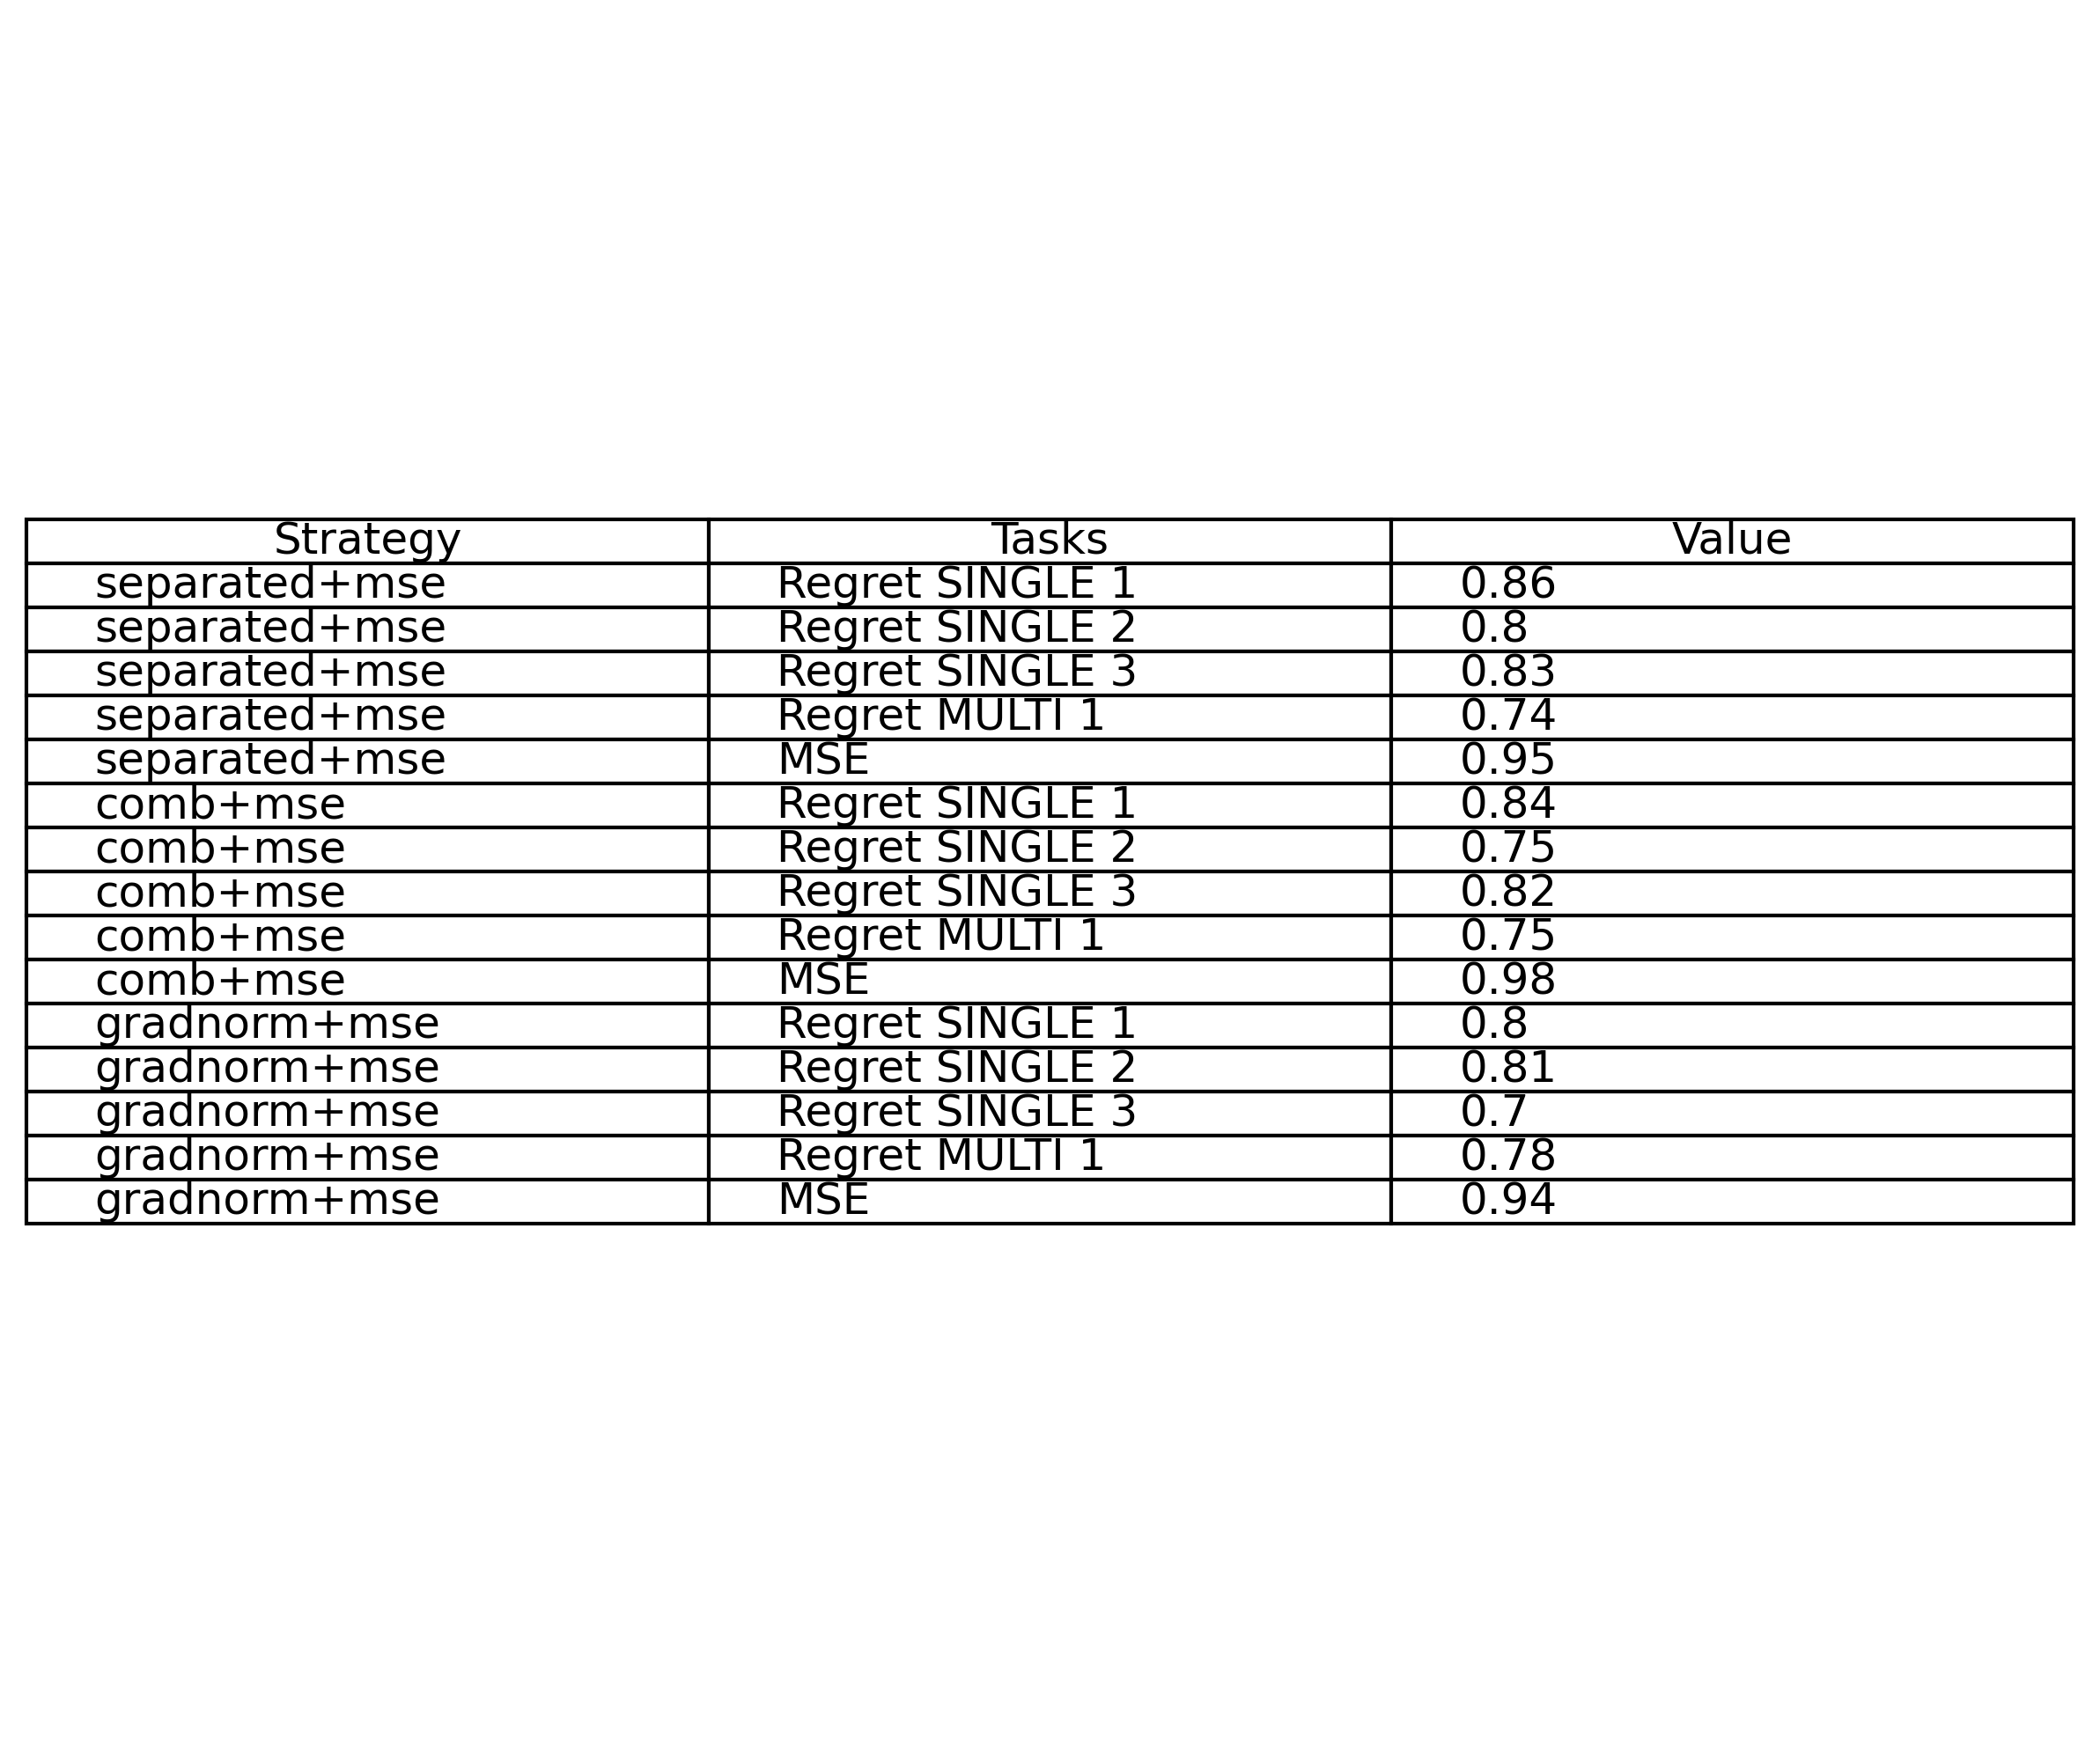 Strategy Tasks Value
separated+mse Regret SINGLE 1 0.86
separated+mse Regret SINGLE 2 0.8
separated+mse Regret SINGLE 3 0.83
separated+mse Regret MULTI 1 0.74
separated+mse MSE 0.95
comb+mse Regret SINGLE 1 0.84
comb+mse Regret SINGLE 2 0.75
comb+mse Regret SINGLE 3 0.82
comb+mse Regret MULTI 1 0.75
comb+mse MSE 0.98
gradnorm+mse Regret SINGLE 1 0.8
gradnorm+mse Regret SINGLE 2 0.81
gradnorm+mse Regret SINGLE 3 0.7
gradnorm+mse Regret MULTI 1 0.78
gradnorm+mse MSE 0.94